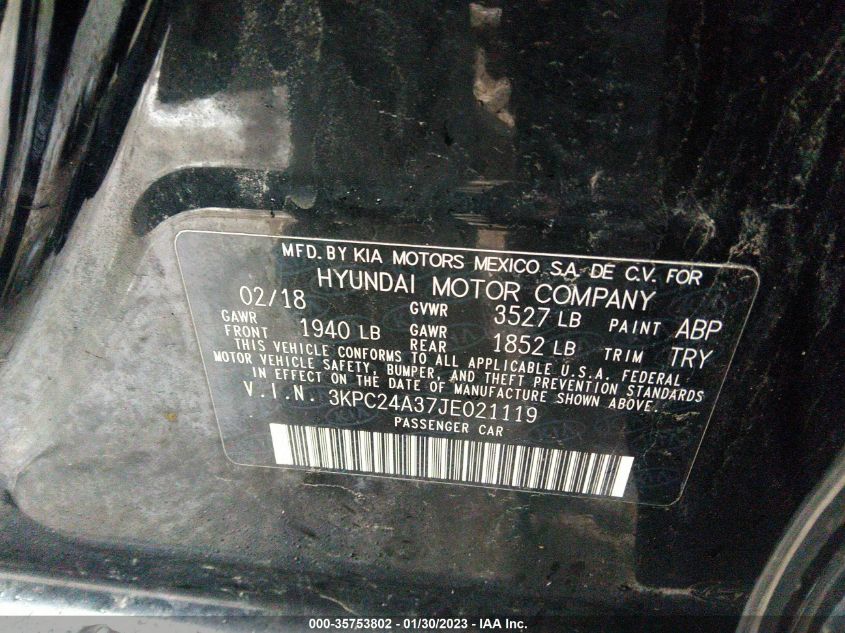 MFD. BY KIA MOTORS MEXICO S.A. DE C.V. FOR
HYUNDAI MOTOR COMPANY
02/18 GVWR 3527 LB PAINT ABP
GAWR FRONT 1940 LB GAWR REAR 1852 LB TRIM TRY
THIS VEHICLE CONFORMS TO ALL APPLICABLE U.S.A. FEDERAL
MOTOR VEHICLE SAFETY, BUMPER, AND THEFT PREVENTION STANDARDS
IN EFFECT ON THE DATE OF MANUFACTURE SHOWN ABOVE.
V.I.N. 3KPC24A37JE021119
PASSENGER CAR
000-35753802 - 01/30/2023 - IAA Inc.